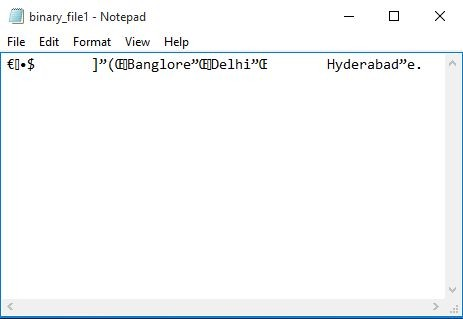 binary_file1 - Notepad
File Edit Format View Help
€▯•$ ]”(Œ▯Banglore”Œ▯Delhi”Œ Hyderabad”e.